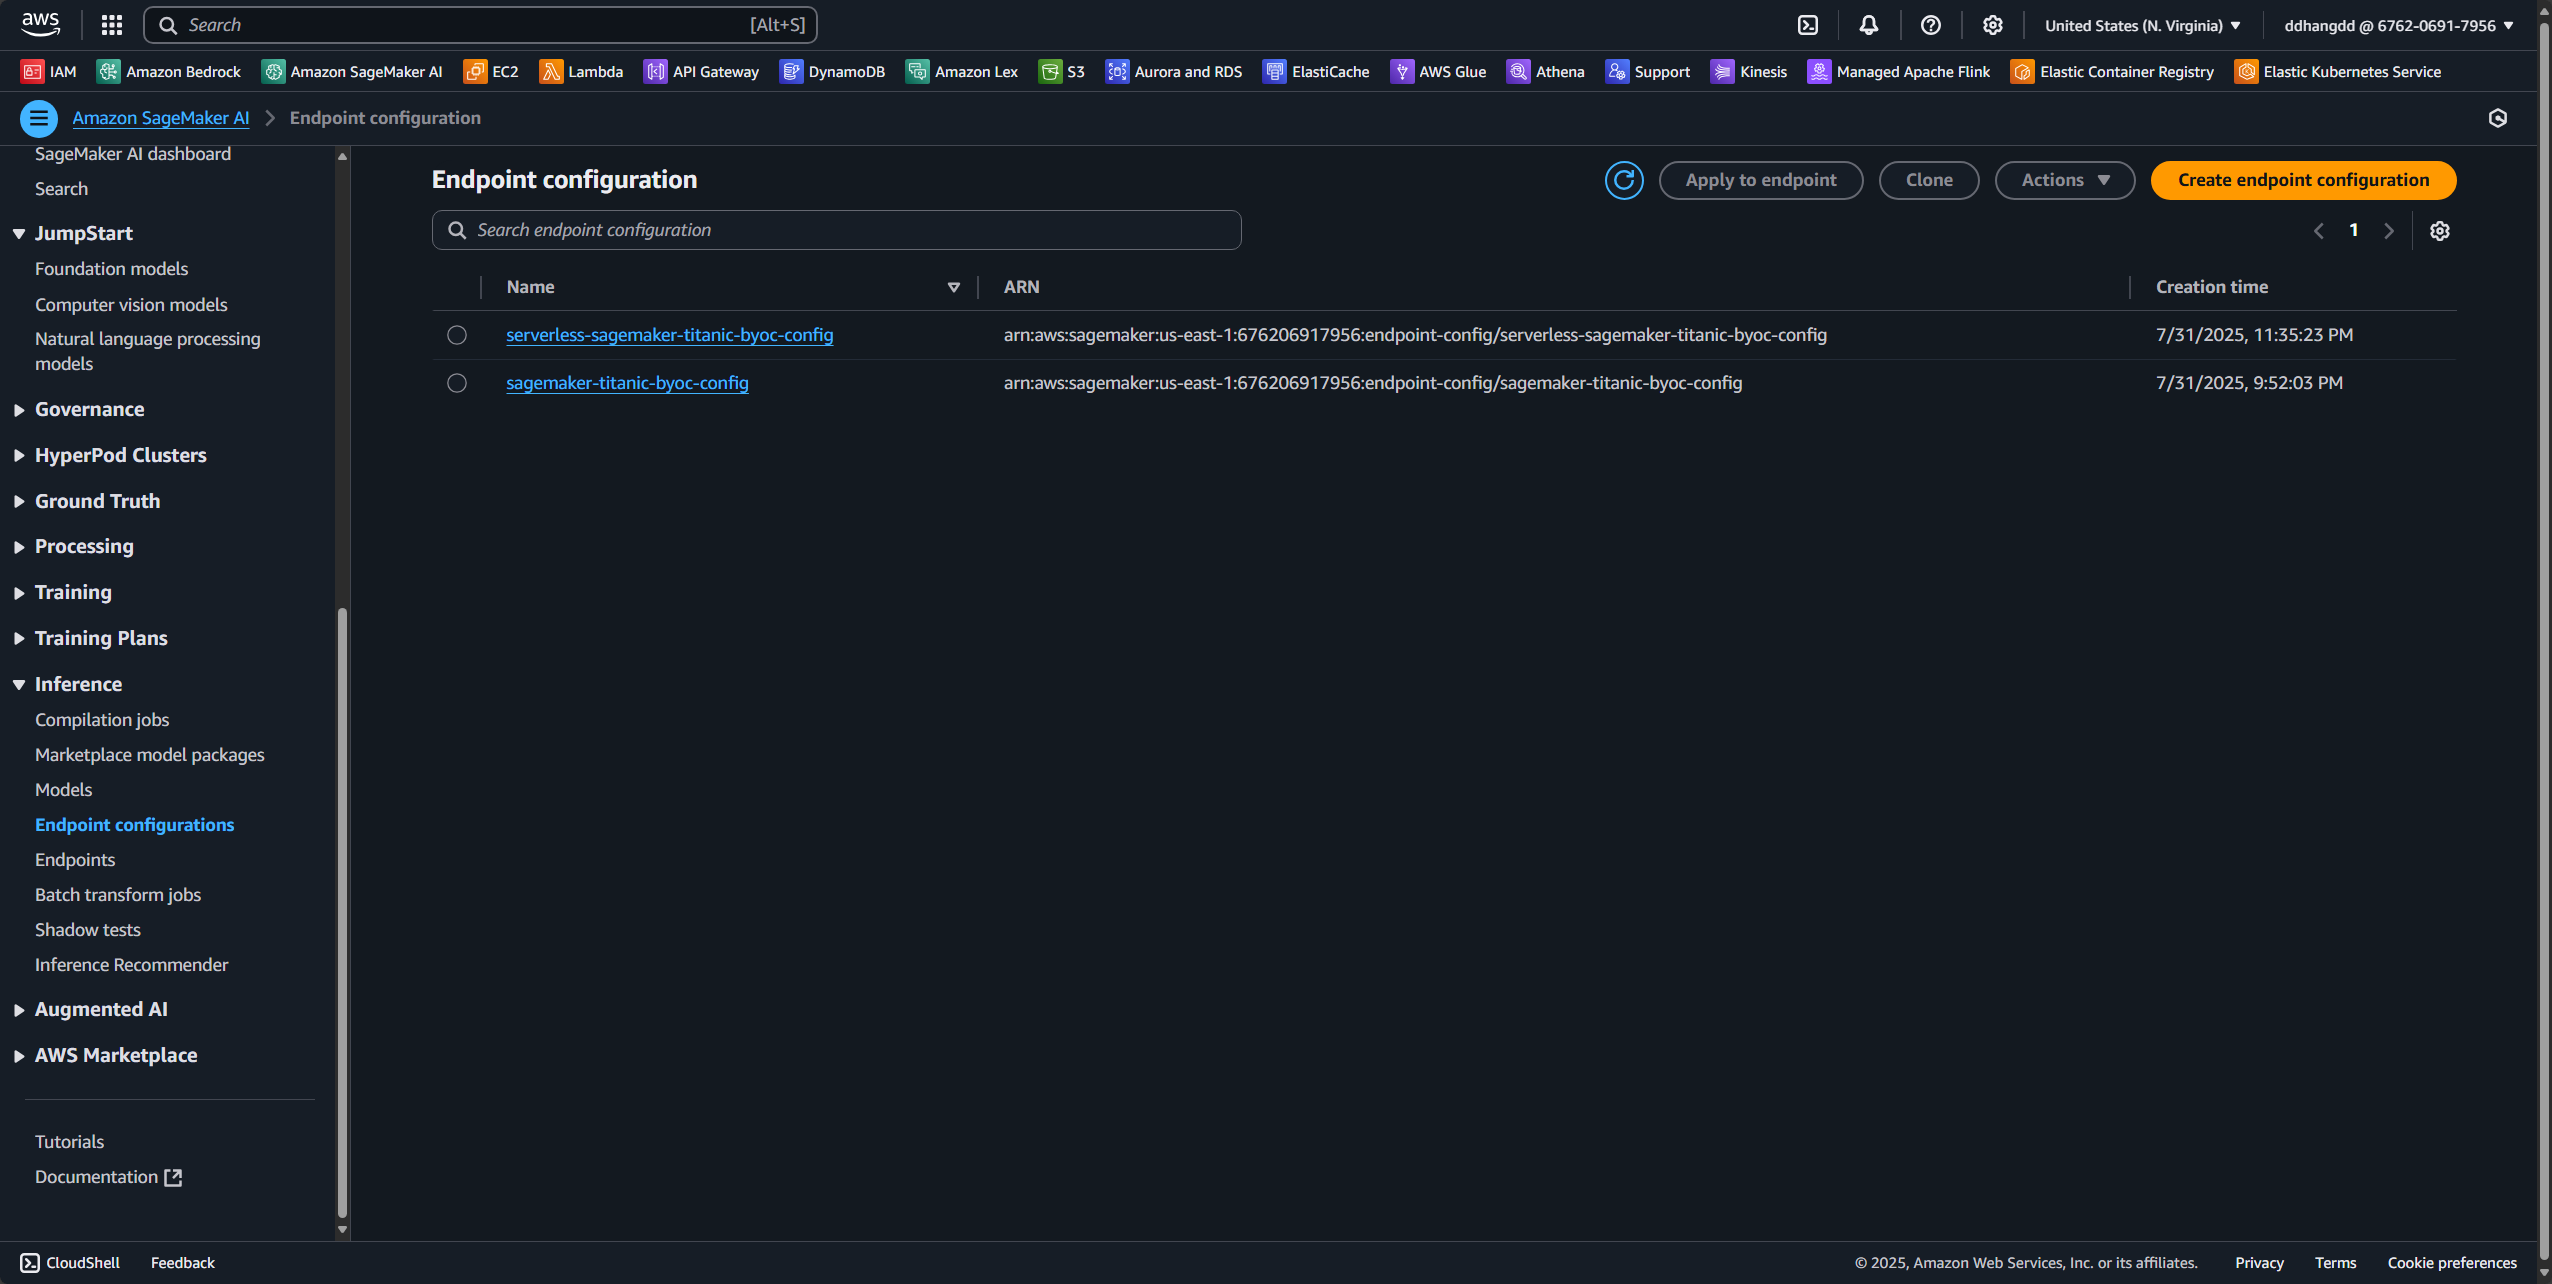 aws
Search [Alt+S]
United States (N. Virginia) ddhangdd @ 6762-0691-7956
IAM Amazon Bedrock Amazon SageMaker AI EC2 Lambda API Gateway DynamoDB Amazon Lex S3 Aurora and RDS ElastiCache AWS Glue Athena Support Kinesis Managed Apache Flink Elastic Container Registry Elastic Kubernetes Service
Amazon SageMaker AI Endpoint configuration
SageMaker AI dashboard
Search
JumpStart
Foundation models
Computer vision models
Natural language processing
models
Governance
HyperPod Clusters
Ground Truth
Processing
Training
Training Plans
Inference
Compilation jobs
Marketplace model packages
Models
Endpoint configurations
Endpoints
Batch transform jobs
Shadow tests
Inference Recommender
Augmented AI
AWS Marketplace
Tutorials
Documentation
Endpoint configuration
Apply to endpoint Clone Actions Create endpoint configuration
Search endpoint configuration
1
Name ARN Creation time
serverless-sagemaker-titanic-byoc-config arn:aws:sagemaker:us-east-1:676206917956:endpoint-config/serverless-sagemaker-titanic-byoc-config 7/31/2025, 11:35:23 PM
sagemaker-titanic-byoc-config arn:aws:sagemaker:us-east-1:676206917956:endpoint-config/sagemaker-titanic-byoc-config 7/31/2025, 9:52:03 PM
CloudShell Feedback
© 2025, Amazon Web Services, Inc. or its affiliates. Privacy Terms Cookie preferences